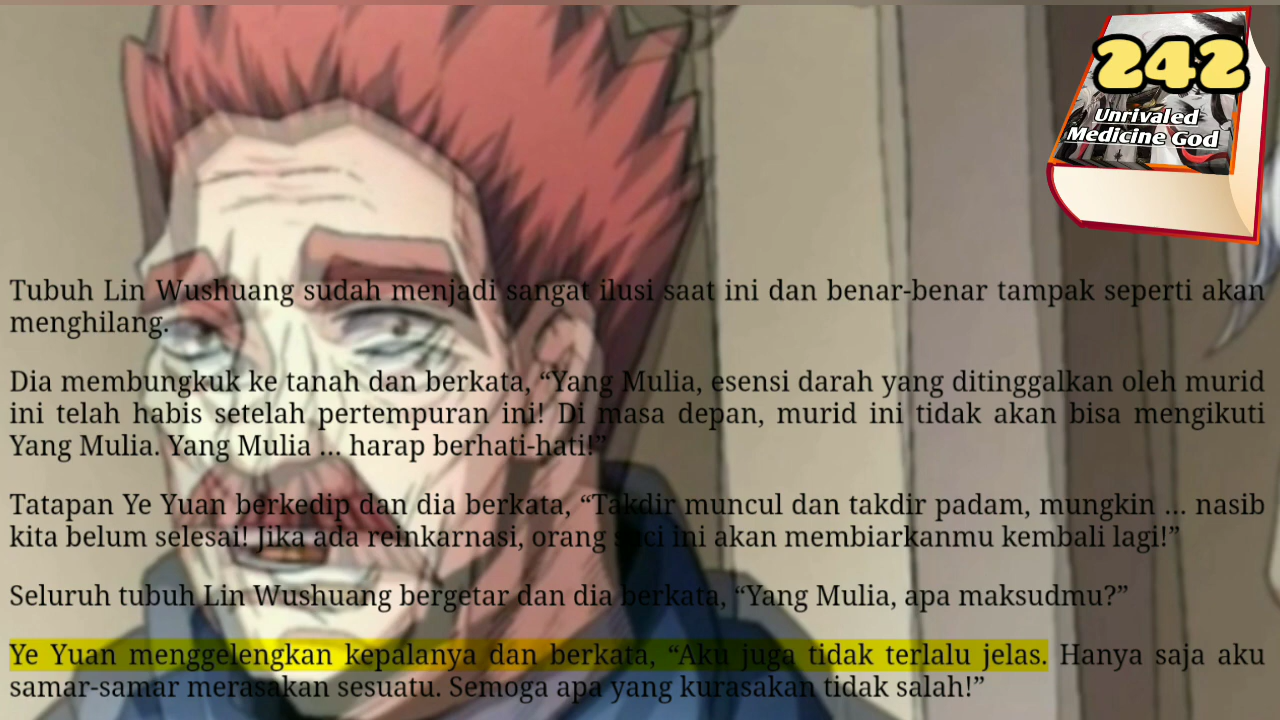 242
Unrivaled
Medicine God
Tubuh Lin Wushuang sudah menjadi sangat ilusi saat ini dan benar-benar tampak seperti akan
menghilang.
Dia membungkuk ke tanah dan berkata, “Yang Mulia, esensi darah yang ditinggalkan oleh murid
ini telah habis setelah pertempuran ini! Di masa depan, murid ini tidak akan bisa mengikuti
Yang Mulia. Yang Mulia ... harap berhati-hati!”
Tatapan Ye Yuan berkedip dan dia berkata, “Takdir muncul dan takdir padam, mungkin ... nasib
kita belum selesai! Jika ada reinkarnasi, orang suci ini akan membiarkanmu kembali lagi!”
Seluruh tubuh Lin Wushuang bergetar dan dia berkata, “Yang Mulia, apa maksudmu?”
Ye Yuan menggelengkan kepalanya dan berkata, “Aku juga tidak terlalu jelas. Hanya saja aku
samar-samar merasakan sesuatu. Semoga apa yang kurasakan tidak salah!”